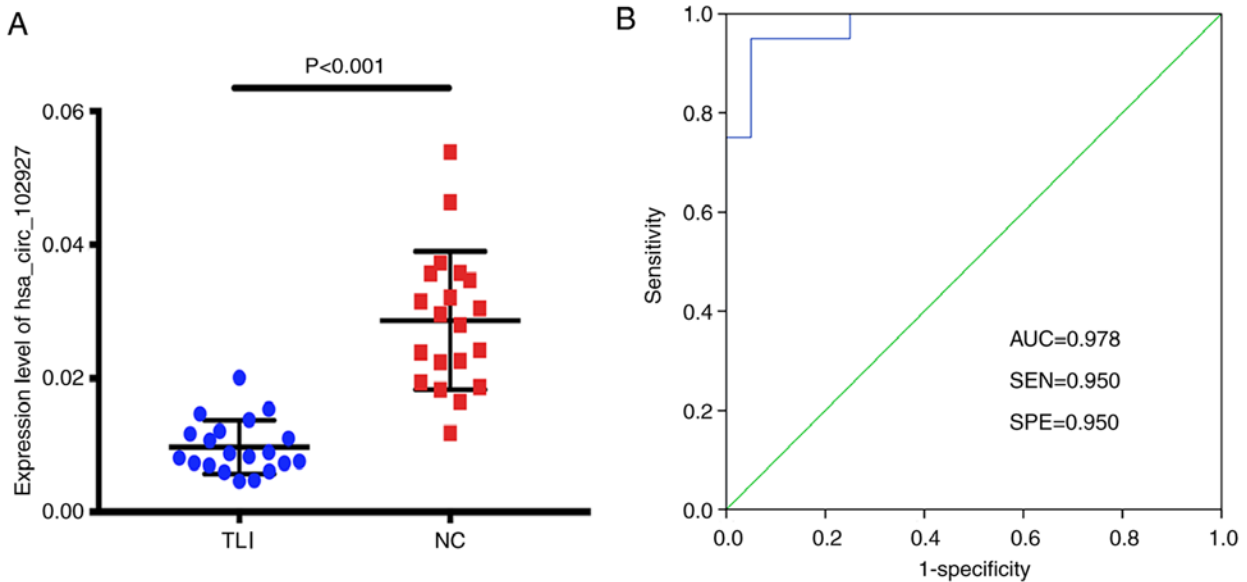 A
P<0.001
Expression level of hsa_circ_102927
0.06
0.04
0.02
0.00
TLI NC
B
Sensitivity
1.0
0.8
0.6
0.4
0.2
0.0
AUC=0.978
SEN=0.950
SPE=0.950
0.0 0.2 0.4 0.6 0.8 1.0
1-specificity